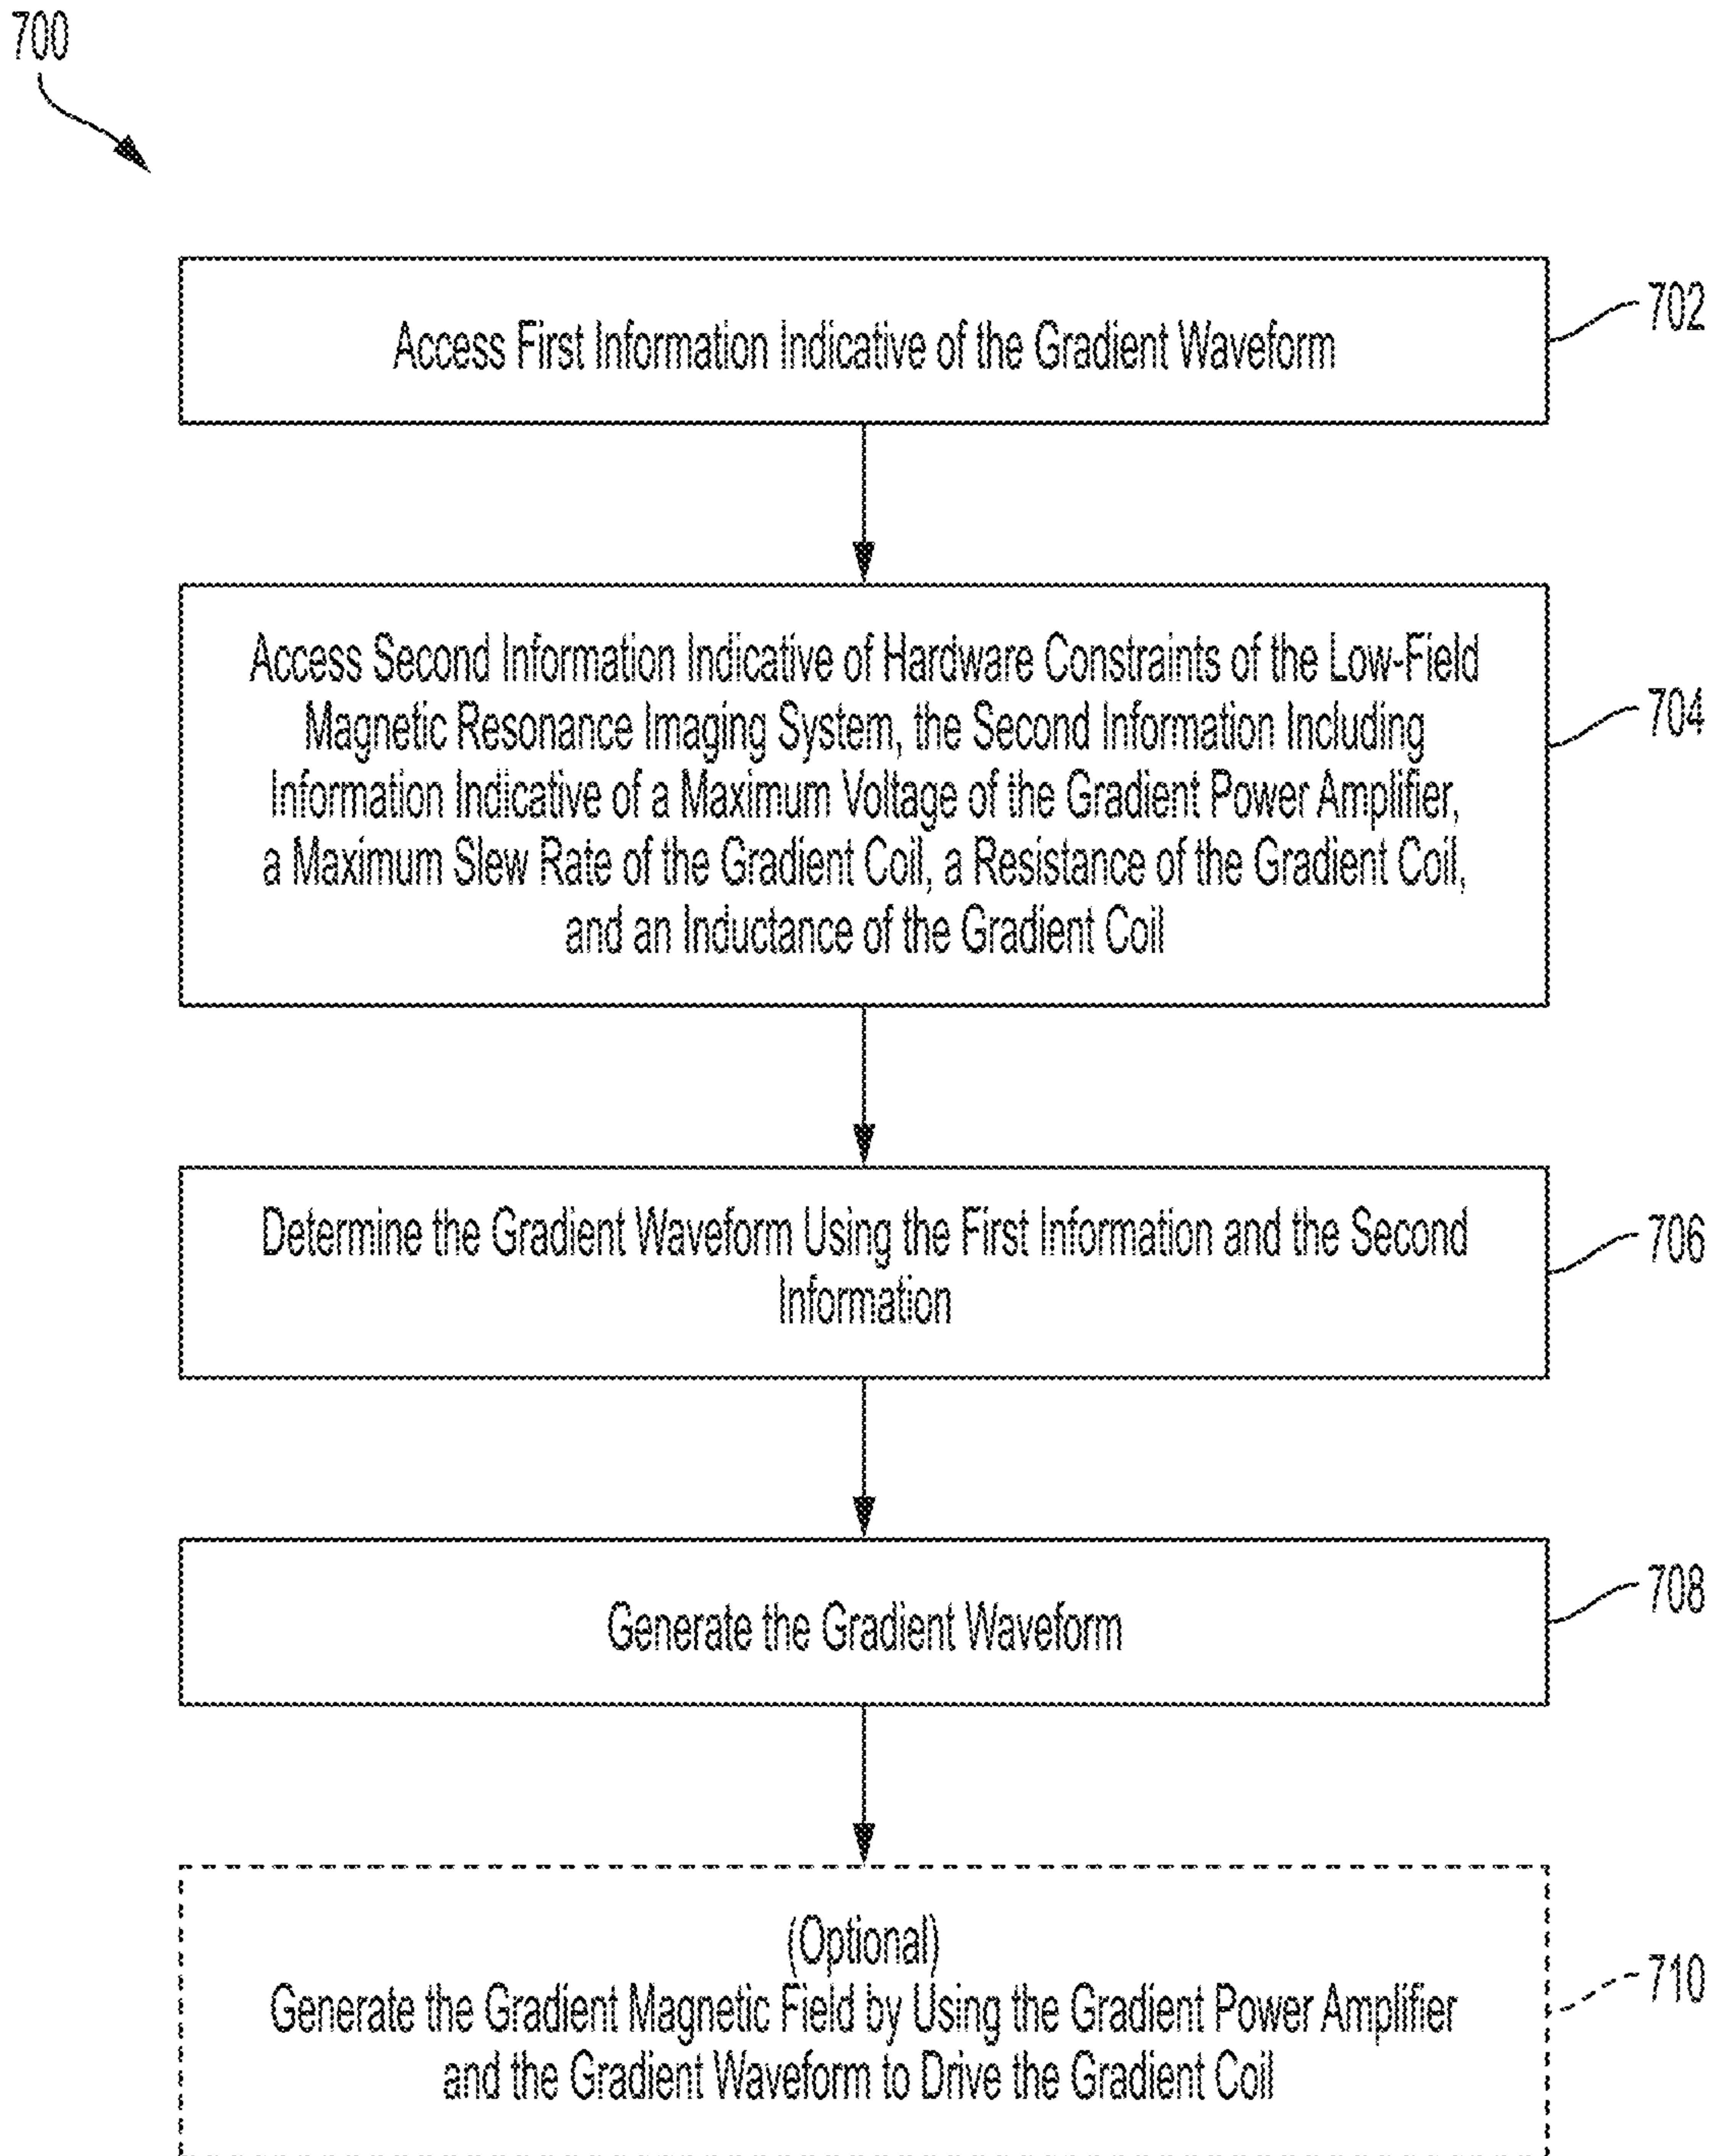 700
Access First Information Indicative of the Gradient Waveform
702
Access Second Information Indicative of Hardware Constraints of the Low-Field
Magnetic Resonance Imaging System, the Second Information Including
Information Indicative of a Maximum Voltage of the Gradient Power Amplifier,
a Maximum Slew Rate of the Gradient Coil, a Resistance of the Gradient Coil,
and an Inductance of the Gradient Coil
704
Determine the Gradient Waveform Using the First Information and the Second
Information
706
Generate the Gradient Waveform
708
(Optional)
Generate the Gradient Magnetic Field by Using the Gradient Power Amplifier
and the Gradient Waveform to Drive the Gradient Coil
710